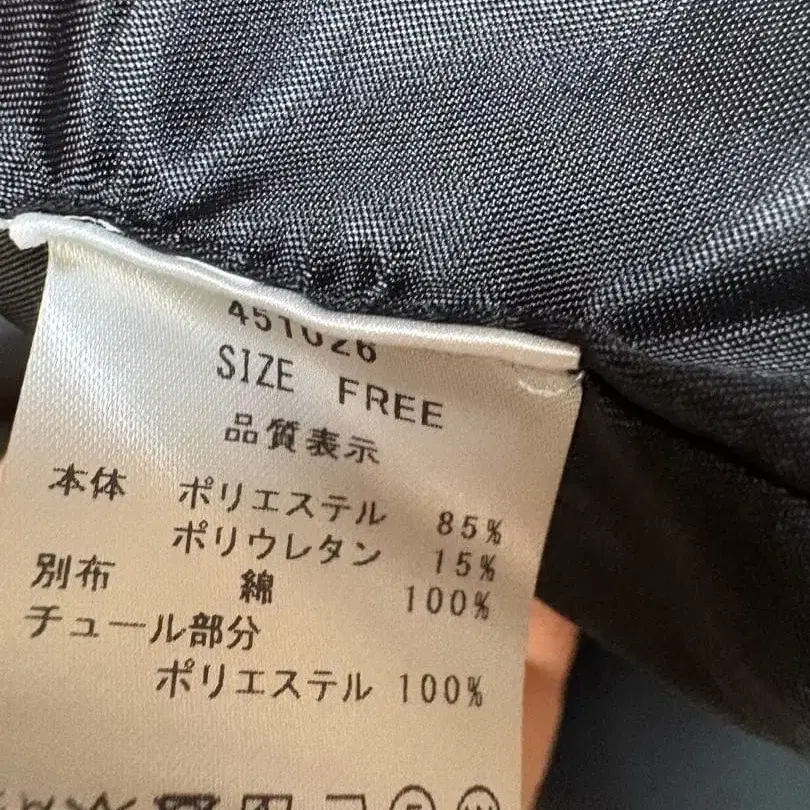 451026
SIZE FREE
品質表示
本体 ポリエステル 85%
ポリウレタン 15%
別布 綿 100%
チュール部分
ポリエステル 100%